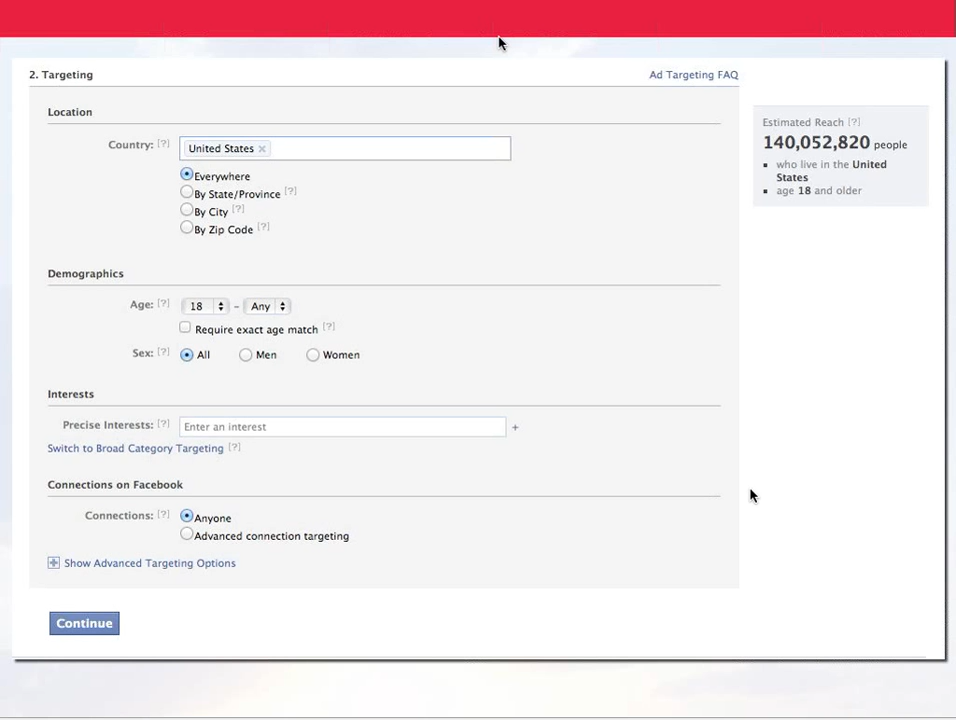 2. Targeting
Ad Targeting FAQ
Location
Country: [?] United States ×
Everywhere
By State/Province [?]
By City [?]
By Zip Code [?]
Demographics
Age: [?] 18 – Any
Require exact age match [?]
Sex: [?] All Men Women
Interests
Precise Interests: [?] Enter an interest +
Switch to Broad Category Targeting [?]
Connections on Facebook
Connections: [?] Anyone
Advanced connection targeting
Show Advanced Targeting Options
Continue
Estimated Reach [?]
140,052,820 people
who live in the United
States
age 18 and older